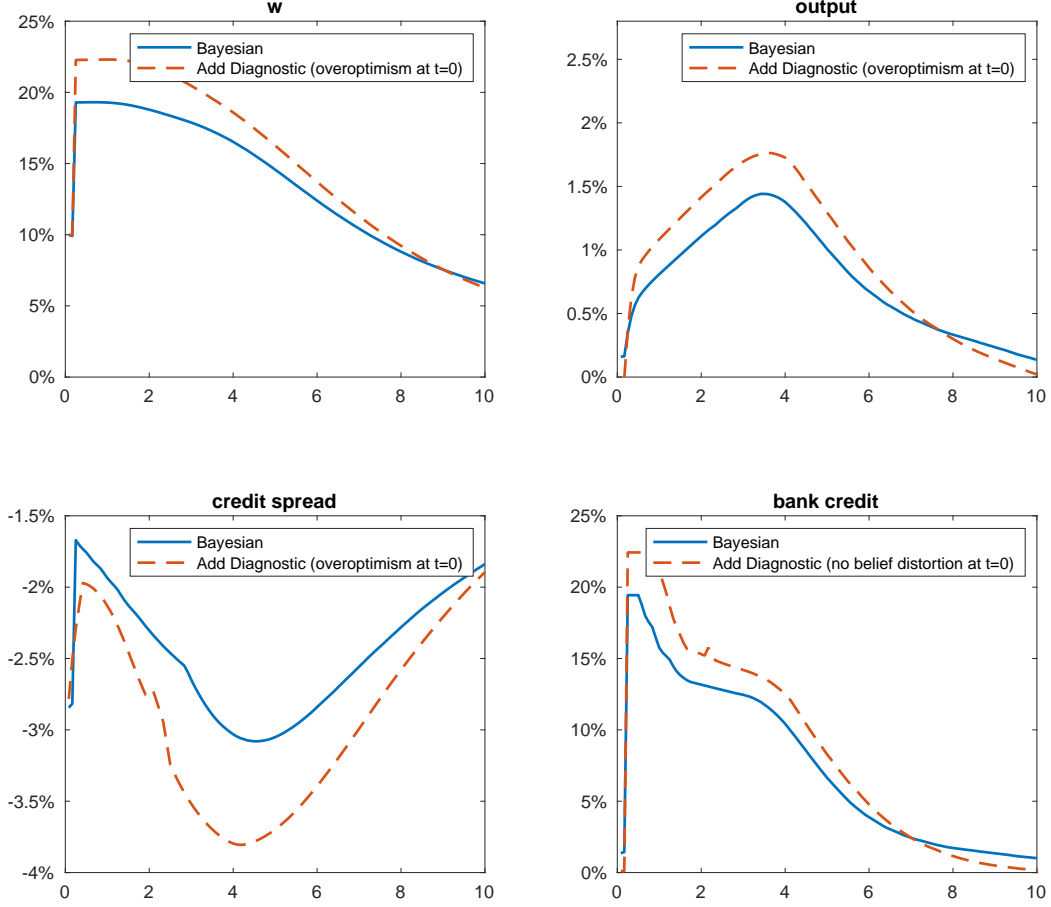 w
25%
20%
15%
10%
5%
0%
0 2 4 6 8 10
Bayesian
Add Diagnostic (overoptimism at t=0)
output
2.5%
2%
1.5%
1%
0.5%
0%
0 2 4 6 8 10
Bayesian
Add Diagnostic (overoptimism at t=0)
credit spread
-1.5%
-2%
-2.5%
-3%
-3.5%
-4%
0 2 4 6 8 10
Bayesian
Add Diagnostic (overoptimism at t=0)
bank credit
25%
20%
15%
10%
5%
0%
0 2 4 6 8 10
Bayesian
Add Diagnostic (no belief distortion at t=0)